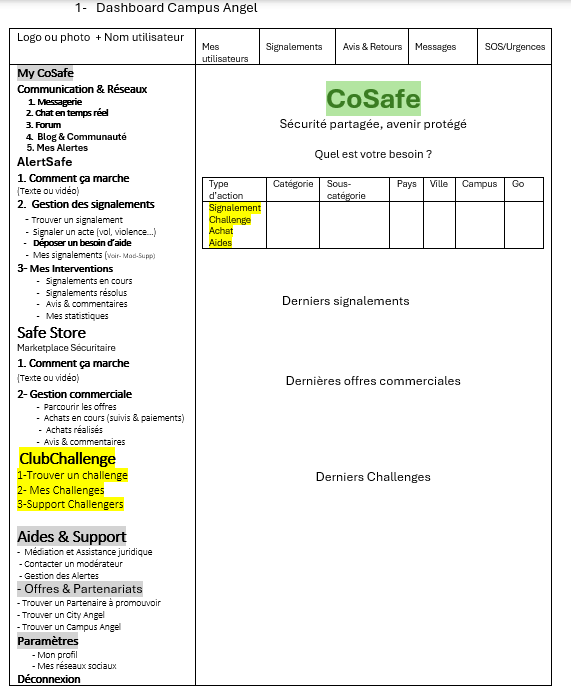 1- Dashboard Campus Angel
Logo ou photo + Nom utilisateur
Mes utilisateurs
Signalements
Avis & Retours
Messages
SOS/Urgences
My CoSafe
Communication & Réseaux
1. Messagerie
2. Chat en temps réel
3. Forum
4. Blog & Communauté
5. Mes Alertes
AlertSafe
1. Comment ça marche
(Texte ou vidéo)
2. Gestion des signalements
- Trouver un signalement
- Signaler un acte (vol, violence...)
- Déposer un besoin d'aide
- Mes signalements (Voir- Mod-Supp)
3- Mes Interventions
- Signalements en cours
- Signalements résolus
- Avis & commentaires
- Mes statistiques
Safe Store
Marketplace Sécuritaire
1. Comment ça marche
(Texte ou vidéo)
2- Gestion commerciale
- Parcourir les offres
- Achats en cours (suivis & paiements)
- Achats réalisés
- Avis & commentaires
ClubChallenge
1-Trouver un challenge
2- Mes Challenges
3-Support Challengers
Aides & Support
- Médiation et Assistance juridique
- Contacter un modérateur
- Gestion des Alertes
- Offres & Partenariats
- Trouver un Partenaire à promouvoir
- Trouver un City Angel
- Trouver un Campus Angel
Paramètres
- Mon profil
- Mes réseaux sociaux
Déconnexion
CoSafe
Sécurité partagée, avenir protégé
Quel est votre besoin ?
Type d'action
Catégorie
Sous-catégorie
Pays
Ville
Campus
Go
Signalement
Challenge
Achat
Aides
Derniers signalements
Dernières offres commerciales
Derniers Challenges